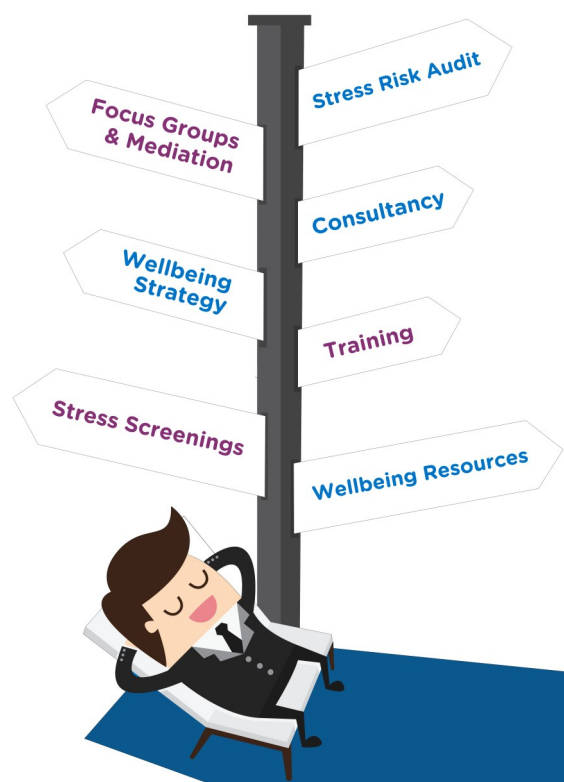 Stress Risk Audit
Focus Groups
& Mediation
Consultancy
Wellbeing
Strategy
Training
Stress Screenings
Wellbeing Resources